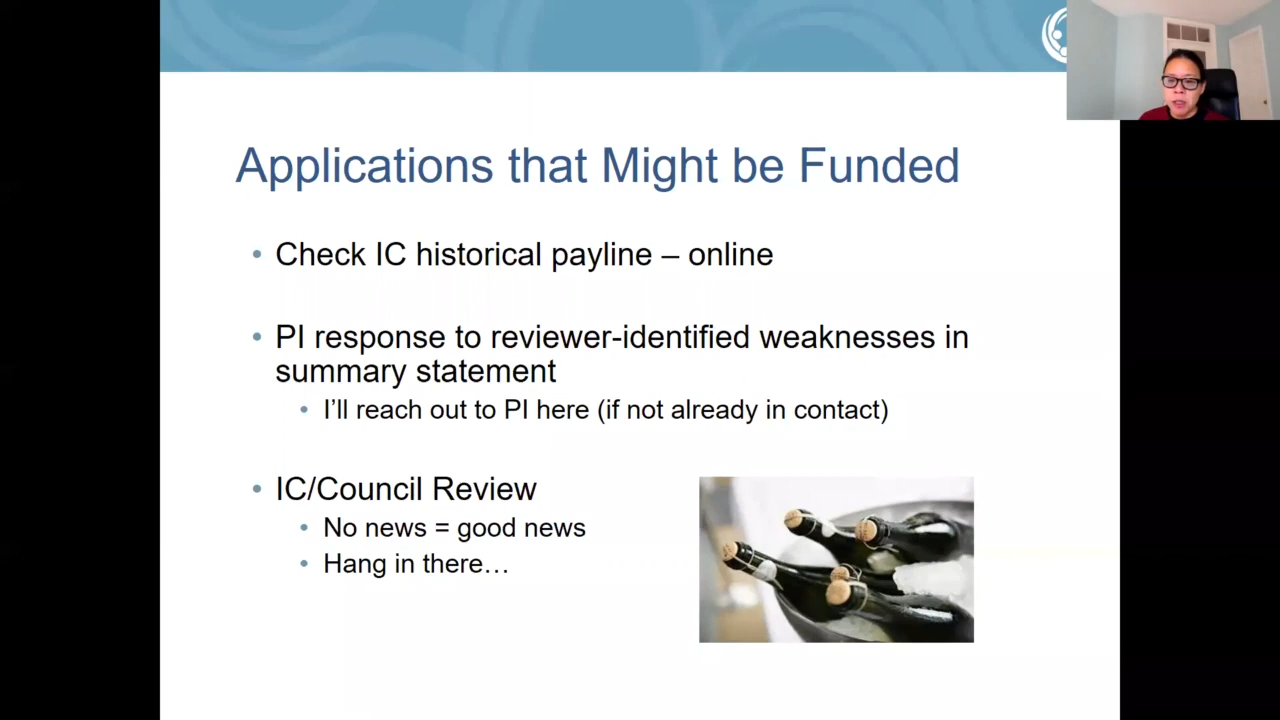 Applications that Might be Funded
• Check IC historical payline – online
• PI response to reviewer-identified weaknesses in
summary statement
• I’ll reach out to PI here (if not already in contact)
• IC/Council Review
• No news = good news
• Hang in there…